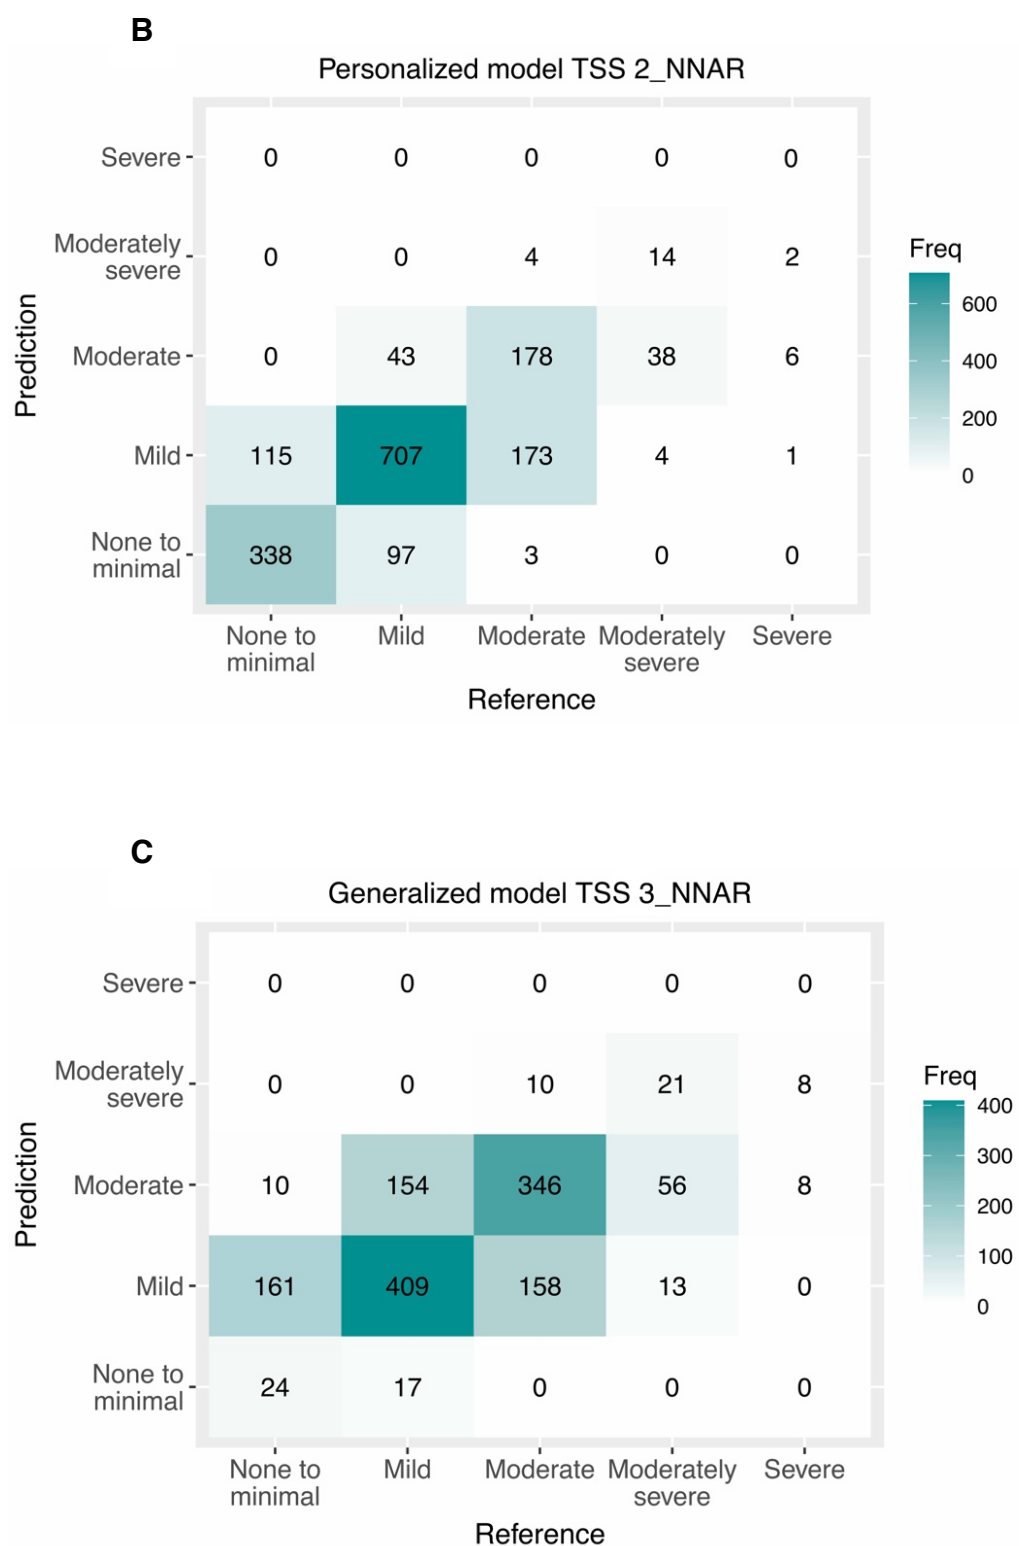 B
Personalized model TSS 2_NNAR
Severe 0 0 0 0 0
Moderately
severe 0 0 4 14 2
Moderate 0 43 178 38 6
Mild 115 707 173 4 1
None to
minimal 338 97 3 0 0
None to
minimal Mild Moderate Moderately
severe Severe
Reference
Prediction
Freq
600
400
200
0
C
Generalized model TSS 3_NNAR
Severe 0 0 0 0 0
Moderately
severe 0 0 10 21 8
Moderate 10 154 346 56 8
Mild 161 409 158 13 0
None to
minimal 24 17 0 0 0
None to
minimal Mild Moderate Moderately
severe Severe
Reference
Prediction
Freq
400
300
200
100
0